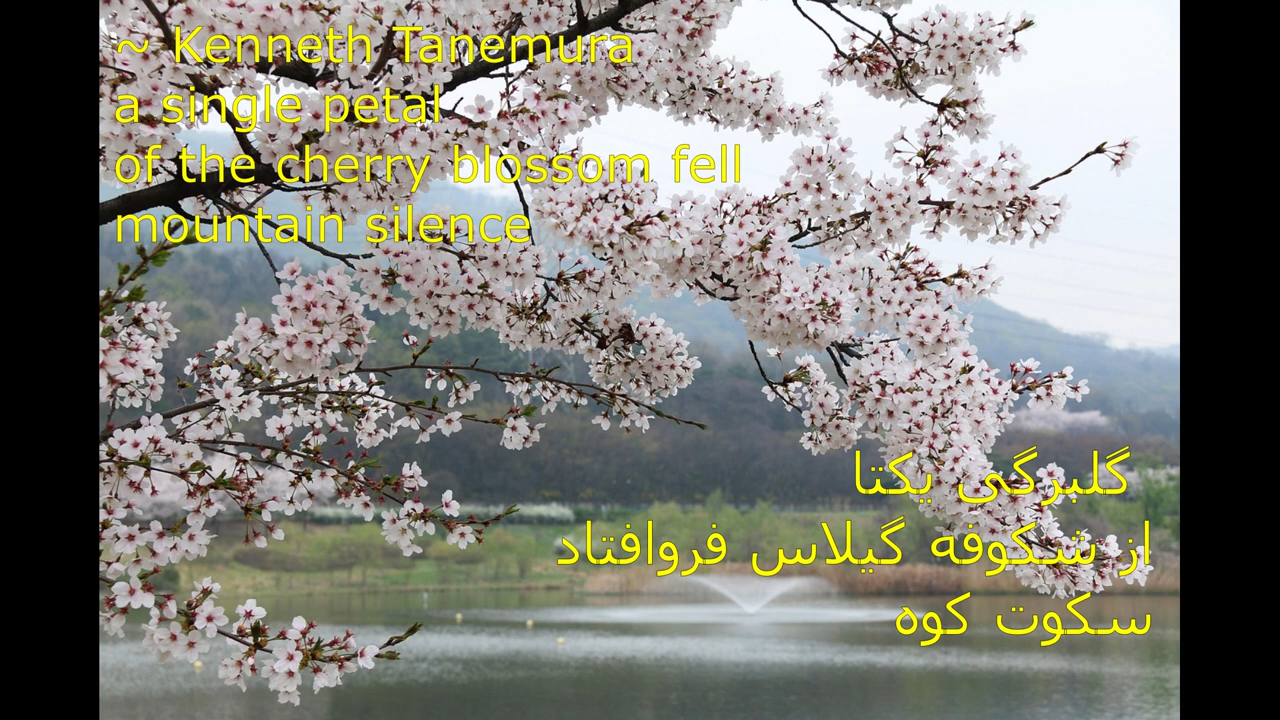 ~ Kenneth Tanemura
a single petal
of the cherry blossom fell
mountain silence
گلبرگی یکتا
از شکوفه گیلاس فروافتاد
سکوت کوه